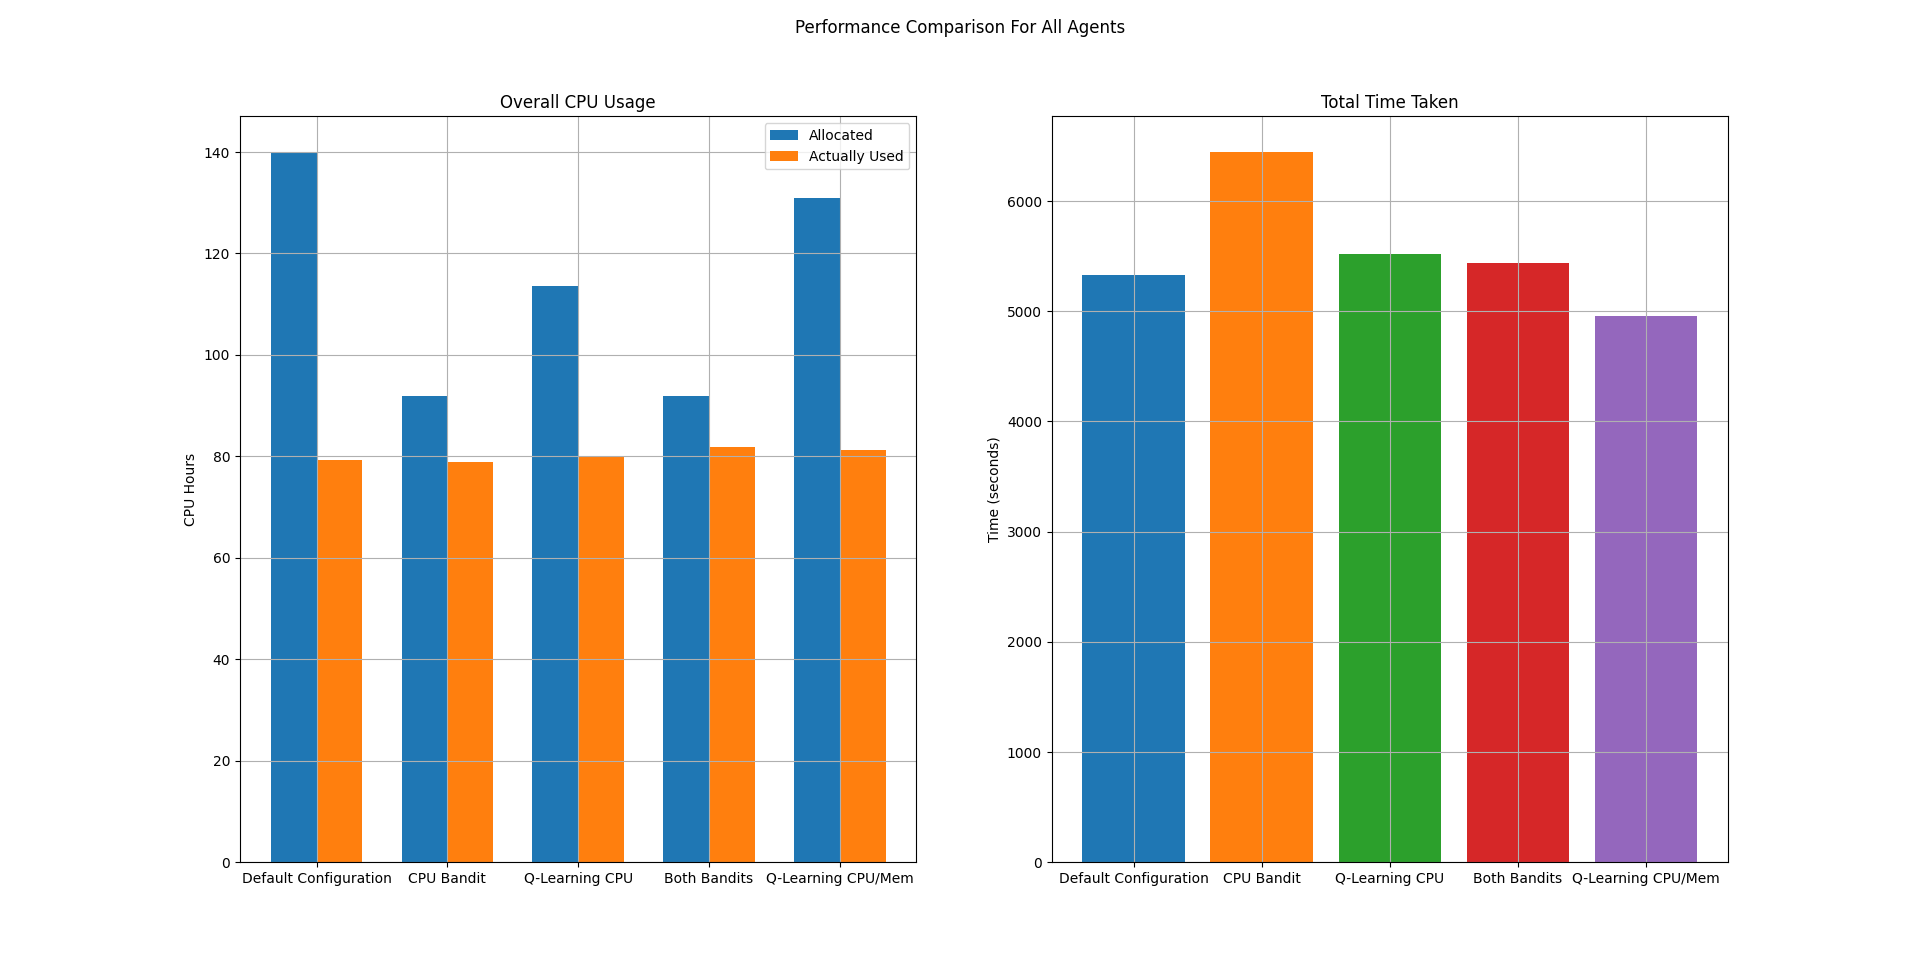 Performance Comparison For All Agents
Overall CPU Usage
Allocated
Actually Used
CPU Hours
140
120
100
80
60
40
20
0
Default Configuration
CPU Bandit
Q-Learning CPU
Both Bandits
Q-Learning CPU/Mem
Total Time Taken
Time (seconds)
6000
5000
4000
3000
2000
1000
0
Default Configuration
CPU Bandit
Q-Learning CPU
Both Bandits
Q-Learning CPU/Mem